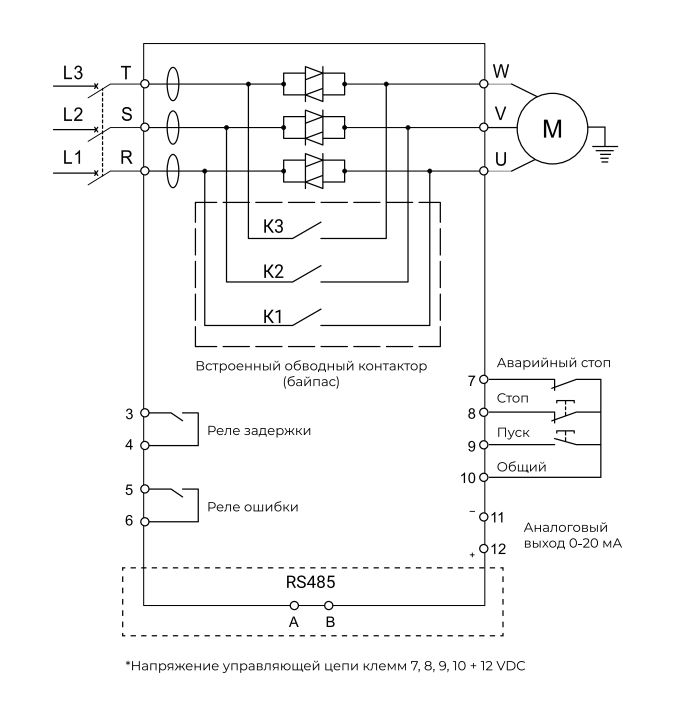 L3 T W
L2 S V
M
L1 R U
K3
K2
K1
Встроенный обводный контактор
(байпас)
Аварийный стоп
7
Стоп
8
Пуск
9
Общий
10
3
Реле задержки
4
5
Реле ошибки
6
− 11
Аналоговый
выход 0-20 мА
+ 12
RS485
A B
*Напряжение управляющей цепи клемм 7, 8, 9, 10 + 12 VDC